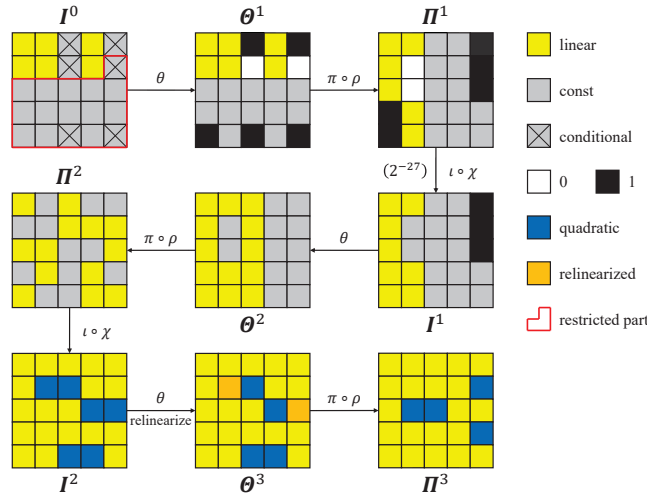 I⁰ Θ¹ Π¹
θ π ∘ ρ
linear
const
conditional
0 1
quadratic
relinearized
restricted part
(2⁻²⁷) ι ∘ χ
Π²
π ∘ ρ θ
Θ² I¹
ι ∘ χ
θ π ∘ ρ
relinearize
I² Θ³ Π³